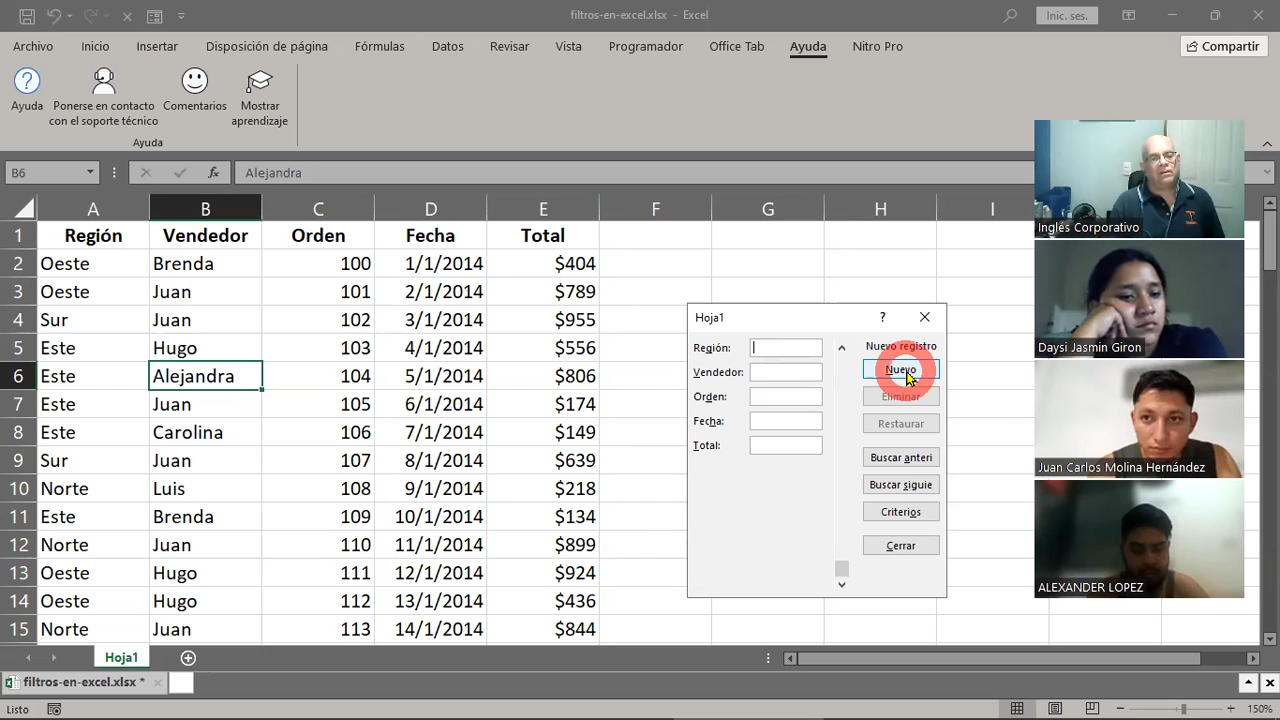 filtros-en-excel.xlsx - Excel
Inic. ses.
Archivo Inicio Insertar Disposición de página Fórmulas Datos Revisar Vista Programador Office Tab Ayuda Nitro Pro Compartir
Ayuda
Ponerse en contacto
con el soporte técnico
Comentarios
Mostrar
aprendizaje
Ayuda
B6 fx Alejandra
A B C D E F G H I
1 Región Vendedor Orden Fecha Total
2 Oeste Brenda 100 1/1/2014 $404
3 Oeste Juan 101 2/1/2014 $789
4 Sur Juan 102 3/1/2014 $955
5 Este Hugo 103 4/1/2014 $556
6 Este Alejandra 104 5/1/2014 $806
7 Este Juan 105 6/1/2014 $174
8 Este Carolina 106 7/1/2014 $149
9 Sur Juan 107 8/1/2014 $639
10 Norte Luis 108 9/1/2014 $218
11 Este Brenda 109 10/1/2014 $134
12 Norte Juan 110 11/1/2014 $899
13 Oeste Hugo 111 12/1/2014 $924
14 Oeste Hugo 112 13/1/2014 $436
15 Norte Juan 113 14/1/2014 $844
Hoja1 ?
Región:
Vendedor:
Orden:
Fecha:
Total:
Nuevo registro
Nuevo
Eliminar
Restaurar
Buscar anteri
Buscar siguie
Criterios
Cerrar
Inglés Corporativo
Daysi Jasmin Giron
Juan Carlos Molina Hernández
ALEXANDER LOPEZ
Hoja1
filtros-en-excel.xlsx *
Listo
150%